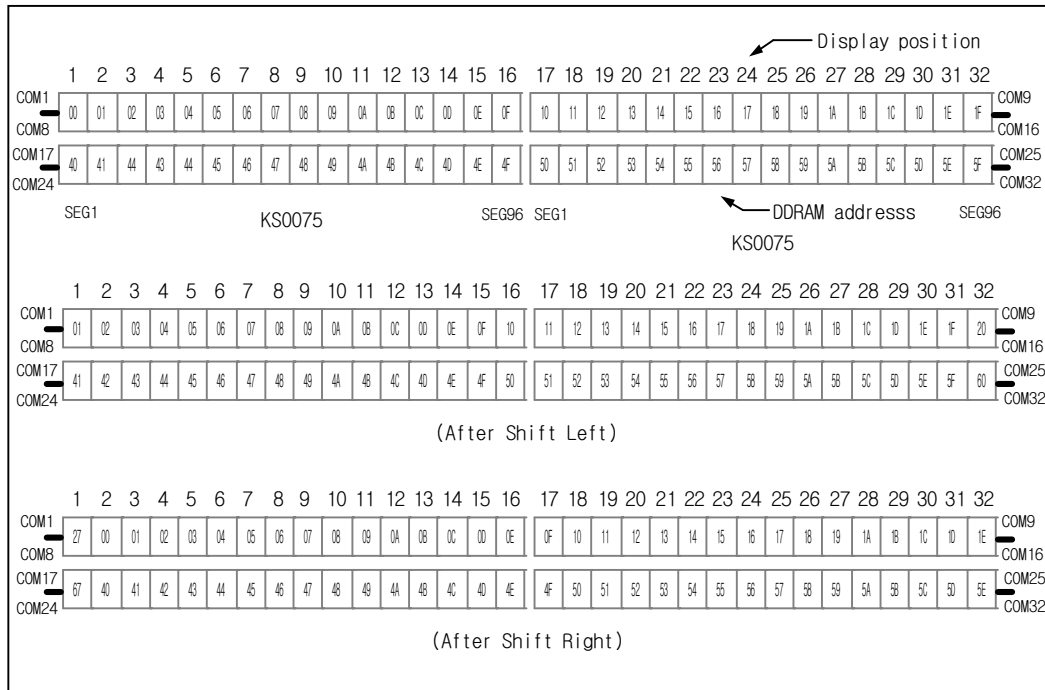 Display position
1 2 3 4 5 6 7 8 9 10 11 12 13 14 15 16 17 18 19 20 21 22 23 24 25 26 27 28 29 30 31 32
COM1 COM9
00 01 02 03 04 05 06 07 08 09 0A 0B 0C 0D 0E 0F 10 11 12 13 14 15 16 17 18 19 1A 1B 1C 1D 1E 1F
COM8 COM16
COM17 COM25
40 41 44 43 44 45 46 47 48 49 4A 4B 4C 4D 4E 4F 50 51 52 53 54 55 56 57 58 59 5A 5B 5C 5D 5E 5F
COM24 COM32
SEG1 KS0075 SEG96 SEG1 DDRAM addresss SEG96
KS0075
1 2 3 4 5 6 7 8 9 10 11 12 13 14 15 16 17 18 19 20 21 22 23 24 25 26 27 28 29 30 31 32
COM1 COM9
01 02 03 04 05 06 07 08 09 0A 0B 0C 0D 0E 0F 10 11 12 13 14 15 16 17 18 19 1A 1B 1C 1D 1E 1F 20
COM8 COM16
COM17 COM25
41 42 43 44 45 46 47 48 49 4A 4B 4C 4D 4E 4F 50 51 52 53 54 55 56 57 58 59 5A 5B 5C 5D 5E 5F 60
COM24 COM32
(After Shift Left)
1 2 3 4 5 6 7 8 9 10 11 12 13 14 15 16 17 18 19 20 21 22 23 24 25 26 27 28 29 30 31 32
COM1 COM9
27 00 01 02 03 04 05 06 07 08 09 0A 0B 0C 0D 0E 0F 10 11 12 13 14 15 16 17 18 19 1A 1B 1C 1D 1E
COM8 COM16
COM17 COM25
67 40 41 42 43 44 45 46 47 48 49 4A 4B 4C 4D 4E 4F 50 51 52 53 54 55 56 57 58 59 5A 5B 5C 5D 5E
COM24 COM32
(After Shift Right)